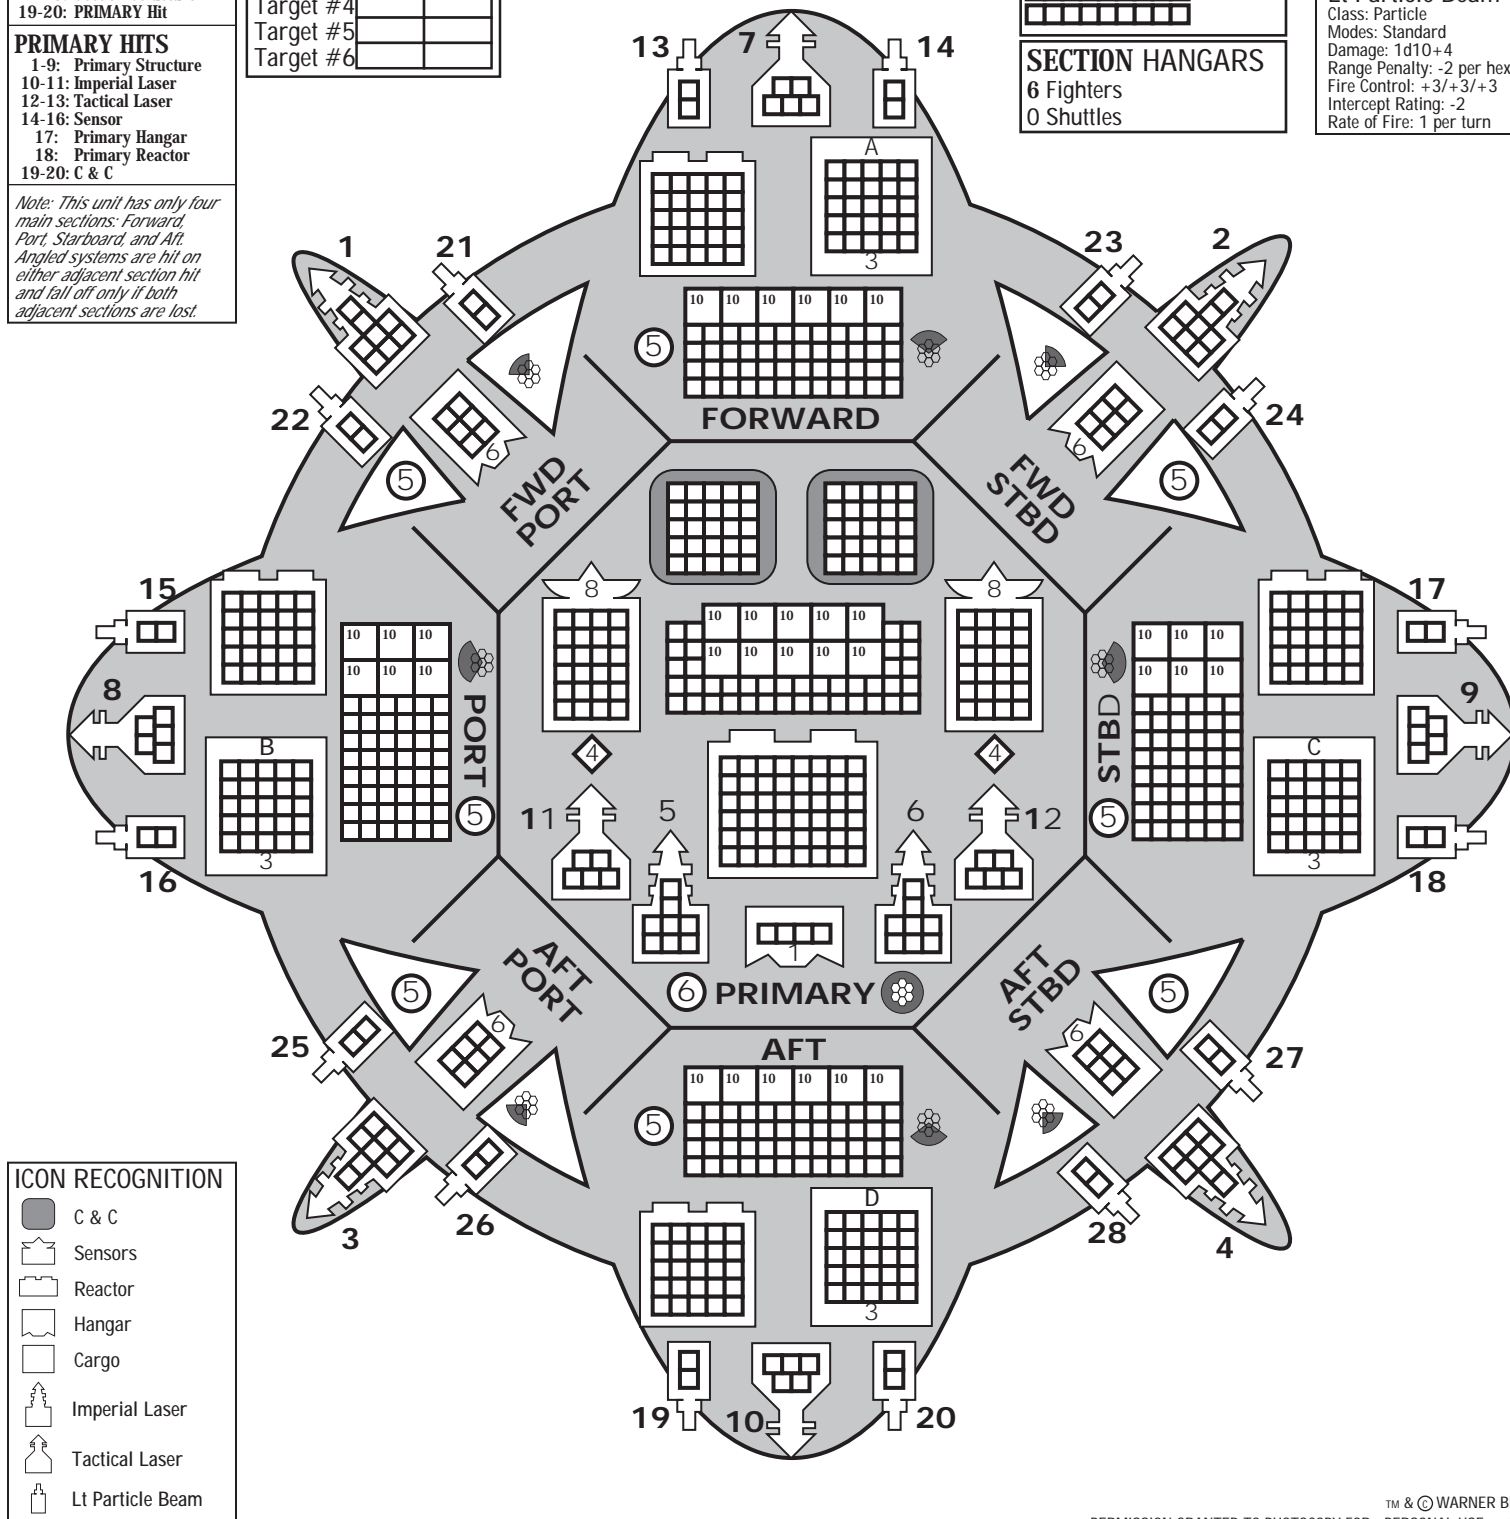 19-20: PRIMARY Hit
PRIMARY HITS
1-9: Primary Structure
10-11: Imperial Laser
12-13: Tactical Laser
14-16: Sensor
17: Primary Hangar
18: Primary Reactor
19-20: C & C
Note: This unit has only four
main sections: Forward,
Port, Starboard, and Aft.
Angled systems are hit on
either adjacent section hit
and fall off only if both
adjacent sections are lost.
Target #4
Target #5
Target #6
SECTION HANGARS
6 Fighters
0 Shuttles
Lt Particle Beam
Class: Particle
Modes: Standard
Damage: 1d10+4
Range Penalty: -2 per hex
Fire Control: +3/+3/+3
Intercept Rating: -2
Rate of Fire: 1 per turn
13
7
14
A
3
1
21
23
2
10 10 10 10 10 10
5
FORWARD
22
6
5
FWD
PORT
24
6
5
FWD
STBD
15
8
B
3
16
10 10 10
10 10 10
PORT
5
8
4
11
5
10 10 10 10 10
10 10 10 10 10
8
4
6
12
1
6 PRIMARY
10 10 10
10 10 10
STBD
5
17
9
C
3
18
AFT
PORT
5
6
25
26
3
AFT
STBD
5
6
27
28
4
AFT
10 10 10 10 10 10
5
D
3
19
10
20
ICON RECOGNITION
C & C
Sensors
Reactor
Hangar
Cargo
Imperial Laser
Tactical Laser
Lt Particle Beam
TM & © WARNER B